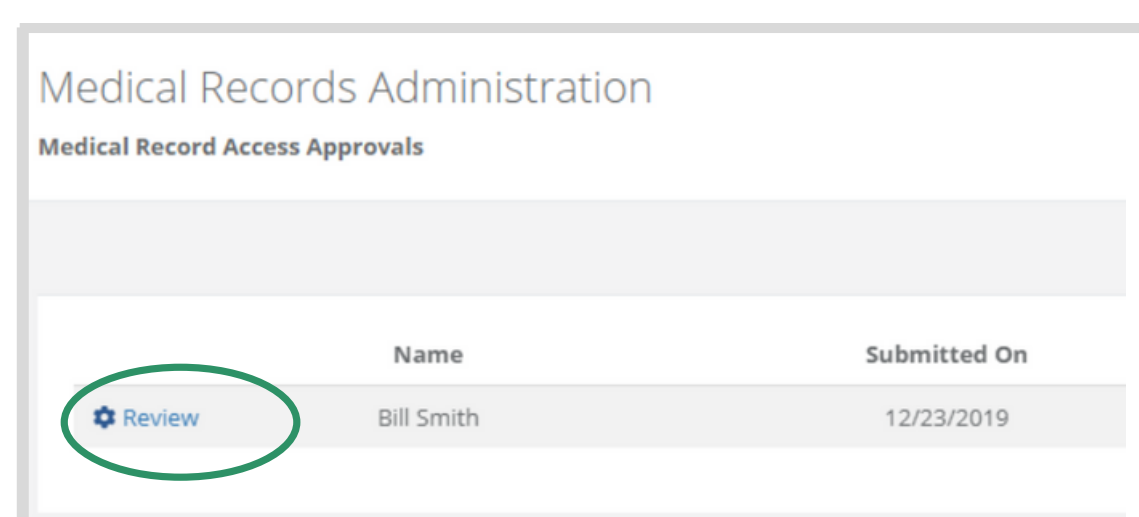 Medical Records Administration
Medical Record Access Approvals
Name Submitted On
Review Bill Smith 12/23/2019